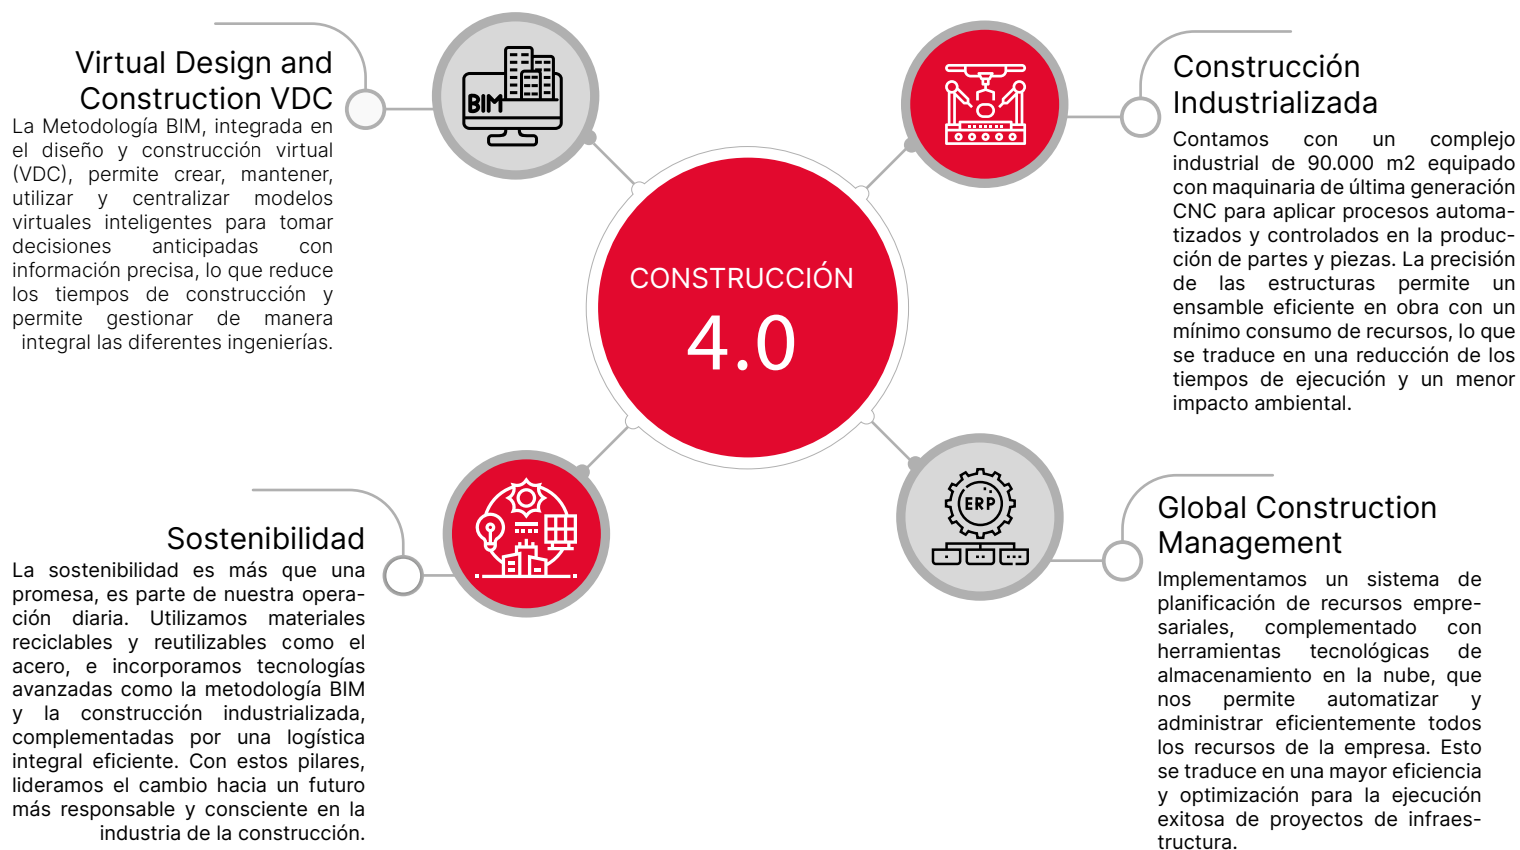 Virtual Design and
Construction VDC
La Metodología BIM, integrada en
el diseño y construcción virtual
(VDC), permite crear, mantener,
utilizar y centralizar modelos
virtuales inteligentes para tomar
decisiones anticipadas con
información precisa, lo que reduce
los tiempos de construcción y
permite gestionar de manera
integral las diferentes ingenierías.
BIM
Construcción
Industrializada
Contamos con un complejo
industrial de 90.000 m2 equipado
con maquinaria de última generación
CNC para aplicar procesos automa-
tizados y controlados en la produc-
ción de partes y piezas. La precisión
de las estructuras permite un
ensamble eficiente en obra con un
mínimo consumo de recursos, lo que
se traduce en una reducción de los
tiempos de ejecución y un menor
impacto ambiental.
CONSTRUCCIÓN
4.0
Sostenibilidad
La sostenibilidad es más que una
promesa, es parte de nuestra opera-
ción diaria. Utilizamos materiales
reciclables y reutilizables como el
acero, e incorporamos tecnologías
avanzadas como la metodología BIM
y la construcción industrializada,
complementadas por una logística
integral eficiente. Con estos pilares,
lideramos el cambio hacia un futuro
más responsable y consciente en la
industria de la construcción.
ERP
Global Construction
Management
Implementamos un sistema de
planificación de recursos empre-
sariales, complementado con
herramientas tecnológicas de
almacenamiento en la nube, que
nos permite automatizar y
administrar eficientemente todos
los recursos de la empresa. Esto
se traduce en una mayor eficiencia
y optimización para la ejecución
exitosa de proyectos de infraes-
tructura.